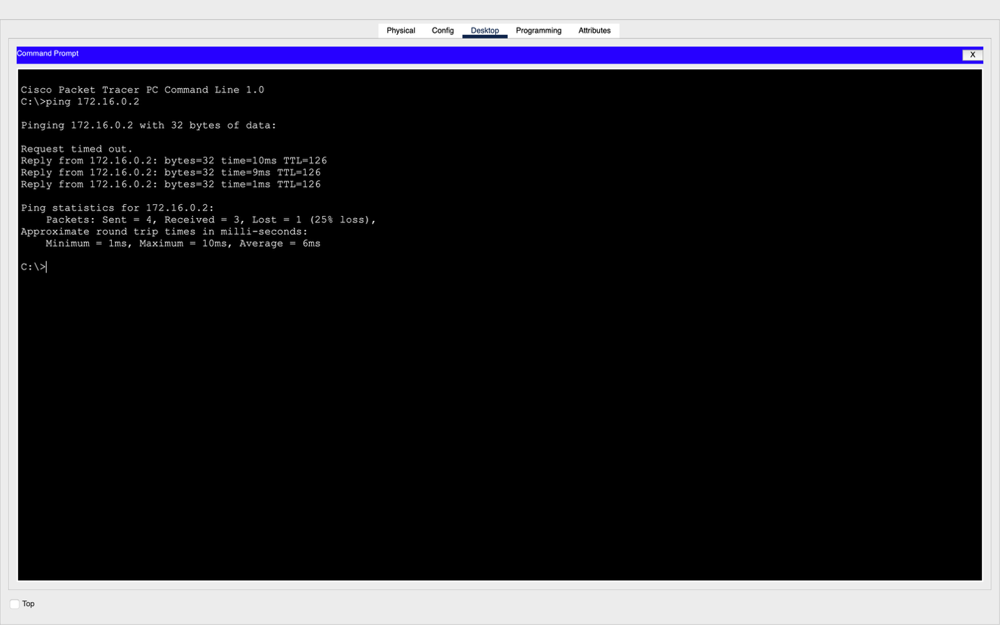 Physical Config Desktop Programming Attributes
Command Prompt X
Cisco Packet Tracer PC Command Line 1.0
C:\>ping 172.16.0.2
Pinging 172.16.0.2 with 32 bytes of data:
Request timed out.
Reply from 172.16.0.2: bytes=32 time=10ms TTL=126
Reply from 172.16.0.2: bytes=32 time=9ms TTL=126
Reply from 172.16.0.2: bytes=32 time=1ms TTL=126
Ping statistics for 172.16.0.2:
Packets: Sent = 4, Received = 3, Lost = 1 (25% loss),
Approximate round trip times in milli-seconds:
Minimum = 1ms, Maximum = 10ms, Average = 6ms
C:\>
Top